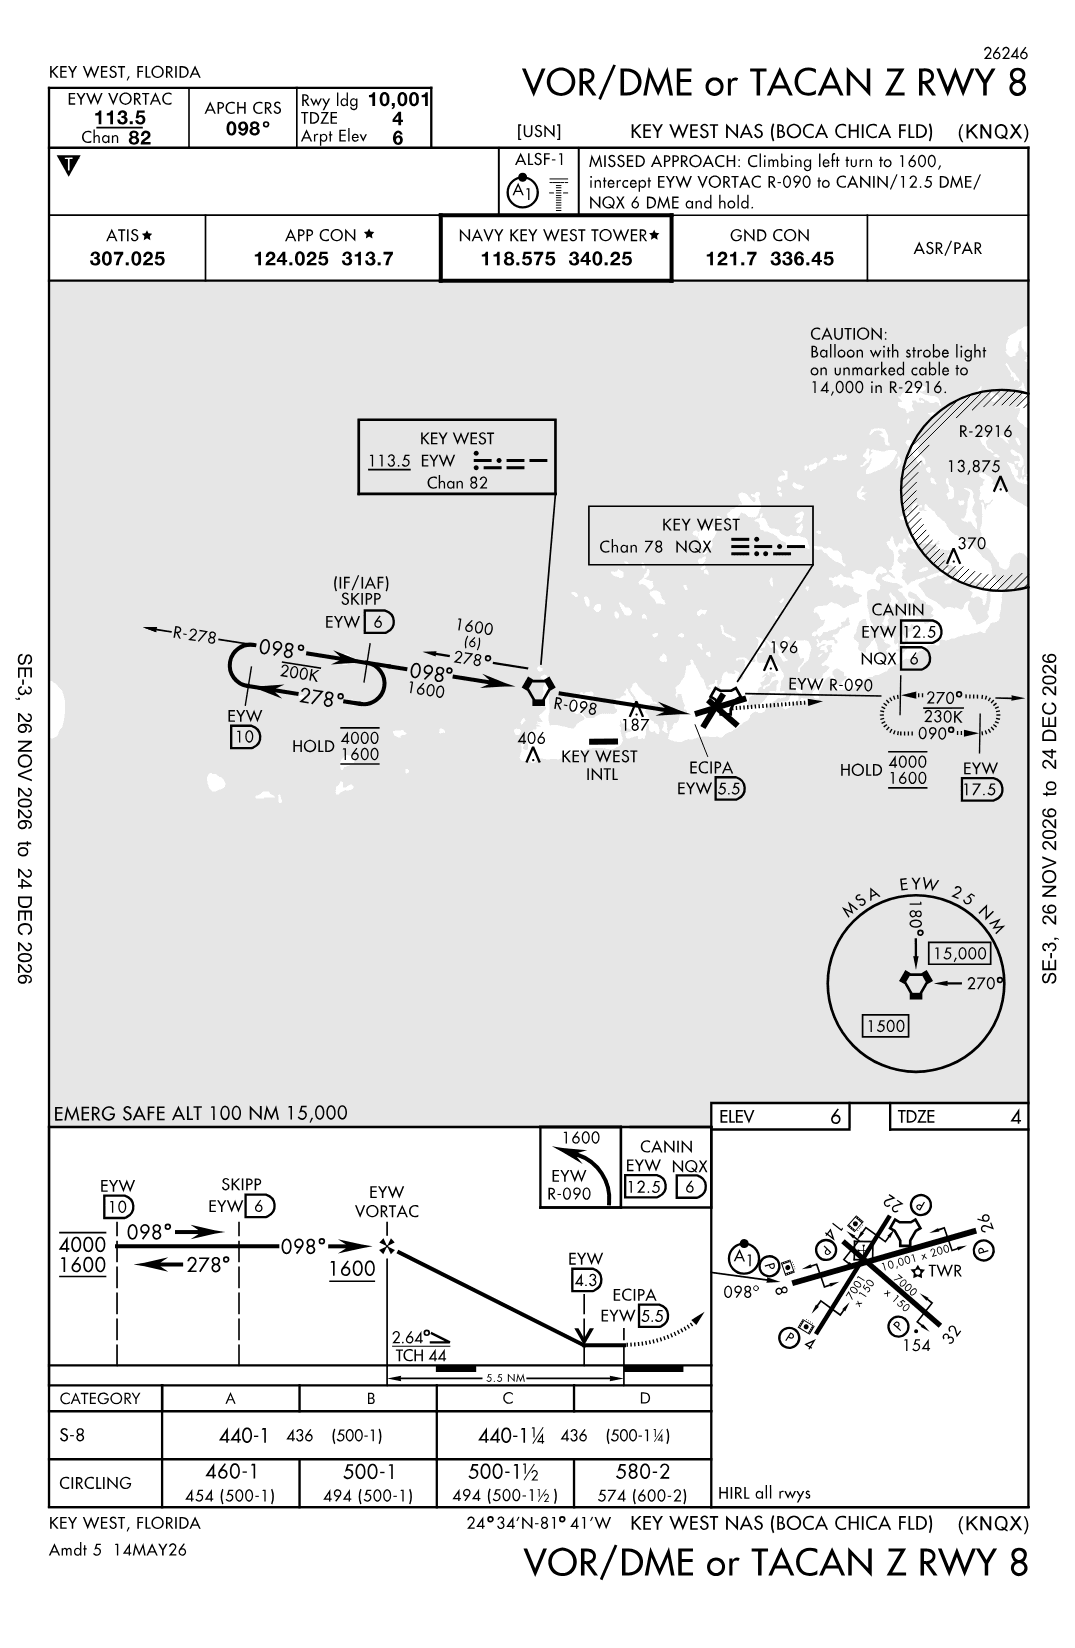 26246
KEY WEST, FLORIDA
VOR/DME or TACAN Z RWY 8
EYW VORTAC
113.5
Chan 82
APCH CRS
098°
Rwy ldg 10,001
TDZE 4
Arpt Elev 6
[USN]
KEY WEST NAS (BOCA CHICA FLD) (KNQX)
T
ALSF-1
A1
MISSED APPROACH: Climbing left turn to 1600,
intercept EYW VORTAC R-090 to CANIN/12.5 DME/
NQX 6 DME and hold.
ATIS★
307.025
APP CON ★
124.025 313.7
NAVY KEY WEST TOWER★
118.575 340.25
GND CON
121.7 336.45
ASR/PAR
CAUTION:
Balloon with strobe light
on unmarked cable to
14,000 in R-2916.
R-2916
13,875
370
KEY WEST
113.5 EYW
Chan 82
KEY WEST
Chan 78 NQX
(IF/IAF)
SKIPP
EYW 6
R-278
098°
200K
278°
EYW
10
HOLD 4000
1600
1600
(6)
278°
098°
1600
R-098
187
406
KEY WEST
INTL
196
ECIPA
EYW 5.5
EYW R-090
CANIN
EYW 12.5
NQX 6
270°
230K
090°
HOLD 4000
1600
EYW
17.5
MSA EYW 25 NM
180°
15,000
270°
1500
SE-3, 26 NOV 2026 to 24 DEC 2026
SE-3, 26 NOV 2026 to 24 DEC 2026
EMERG SAFE ALT 100 NM 15,000
ELEV 6
TDZE 4
EYW
10
SKIPP
EYW 6
EYW
VORTAC
1600
EYW
R-090
CANIN
EYW NQX
12.5 6
4000
1600
098°
278°
098°
1600
EYW
4.3
ECIPA
EYW 5.5
2.64°
TCH 44
5.5 NM
22
P
14
P
26
P
A1
P
098°
8
10,001 x 200
TWR
7001
x 150
7000
x 150
P
4
P
154
32
HIRL all rwys
CATEGORY A B C D
S-8 440-1 436 (500-1) 440-1¼ 436 (500-1¼)
CIRCLING 460-1 500-1 500-1½ 580-2
454 (500-1) 494 (500-1) 494 (500-1½) 574 (600-2)
KEY WEST, FLORIDA
24°34'N-81°41'W KEY WEST NAS (BOCA CHICA FLD) (KNQX)
Amdt 5 14MAY26
VOR/DME or TACAN Z RWY 8